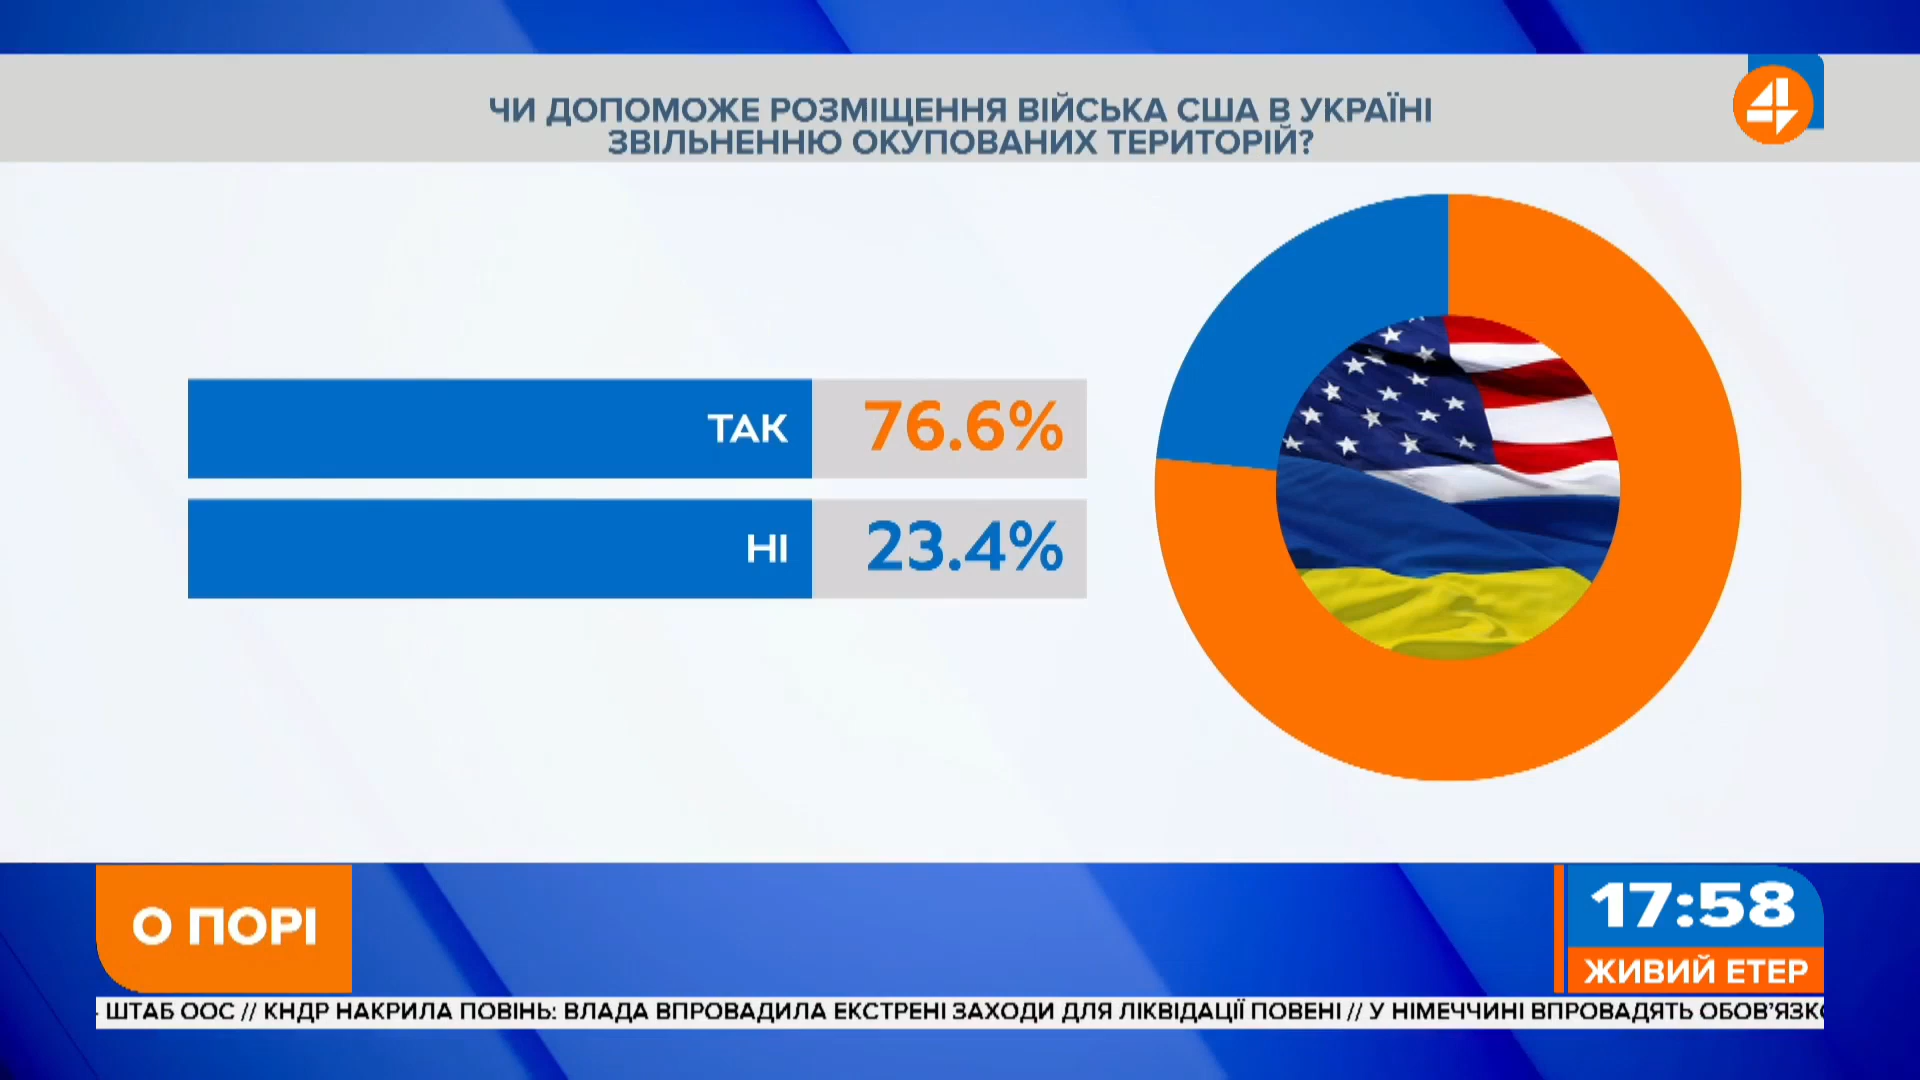 ЧИ ДОПОМОЖЕ РОЗМІЩЕННЯ ВІЙСЬКА США В УКРАЇНІ
ЗВІЛЬНЕННЮ ОКУПОВАНИХ ТЕРИТОРІЙ?
4
ТАК 76.6%
НІ 23.4%
О ПОРІ
17:58
ЖИВИЙ ЕТЕР
ШТАБ ООС // КНДР НАКРИЛА ПОВІНЬ: ВЛАДА ВПРОВАДИЛА ЕКСТРЕНІ ЗАХОДИ ДЛЯ ЛІКВІДАЦІЇ ПОВЕНІ // У НІМЕЧЧИНІ ВПРОВАДЯТЬ